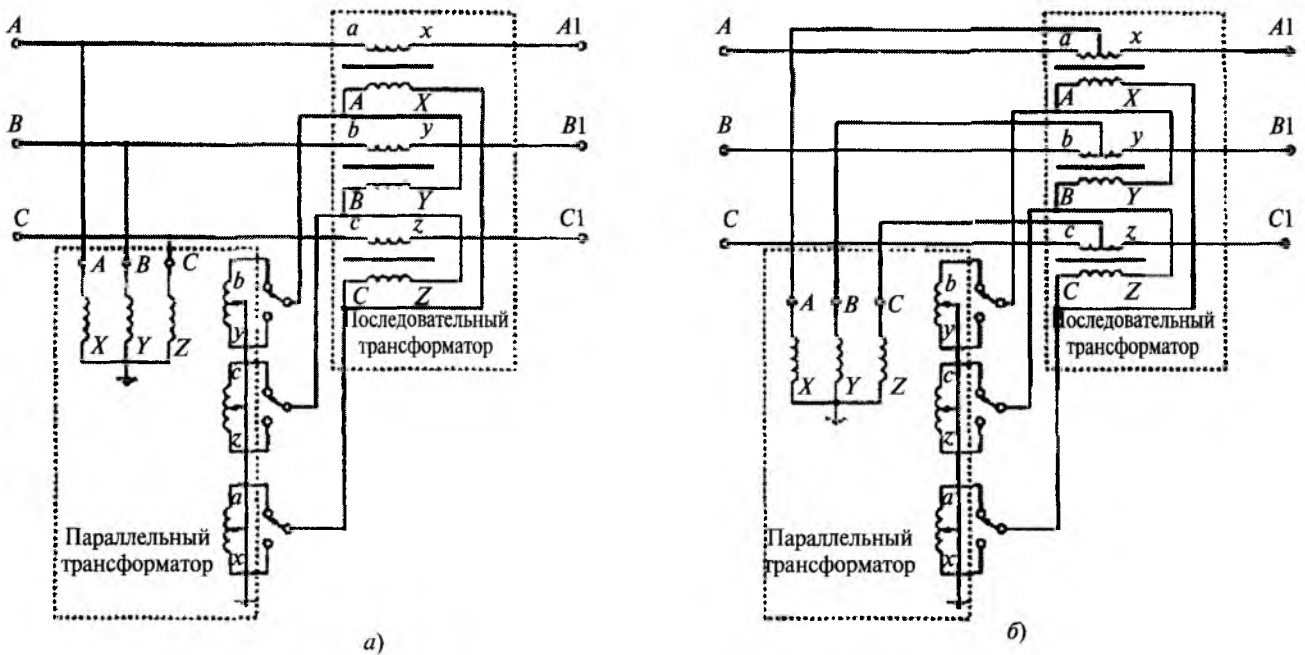 A
a
x
A1
A
X
B
b
y
B1
B
Y
C
c
z
C1
A
B
C
b
C
Z
y
Последовательный
трансформатор
X
Y
Z
c
z
a
Параллельный
трансформатор
x
а)
A
a
x
A1
A
X
B
b
y
B1
B
Y
C
c
z
C1
C
Z
b
A
B
C
y
Последовательный
трансформатор
X
Y
Z
c
z
a
Параллельный
трансформатор
x
б)